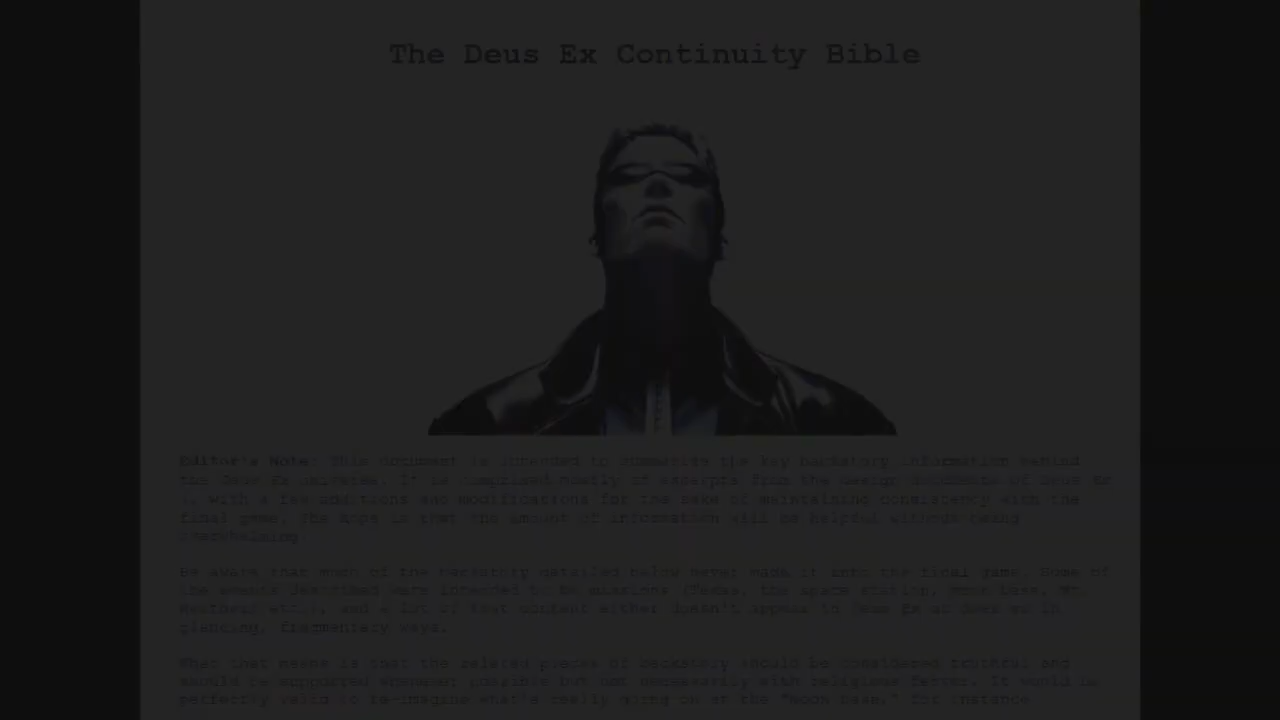 The Deus Ex Continuity Bible
Editor's Note: This document is intended to summarize the key backstory information behind
the Deus Ex universe. It is comprised mostly of excerpts from the design documents of Deus Ex
1, with a few additions and modifications for the sake of maintaining consistency with the
final game. The hope is that the amount of information will be helpful without being
overwhelming.
Be aware that much of the backstory detailed below never made it into the final game. Some of
the events described were intended to be missions (Texas, the space station, Moon Base, Mt.
Weather, etc.), and a lot of that content either doesn't appear in Deus Ex or does so in
glancing, fragmentary ways.
What that means is that the related pieces of backstory should be considered truthful and
should be supported whenever possible but not necessarily with religious fervor. It would be
perfectly valid to re-imagine what's really going on at the "Moon Base," for instance